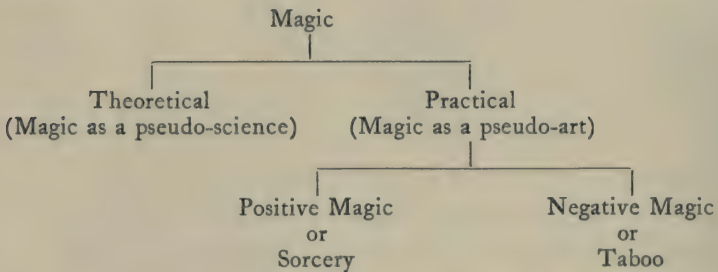 Magic
Theoretical Practical
(Magic as a pseudo-science) (Magic as a pseudo-art)
Positive Magic Negative Magic
or or
Sorcery Taboo